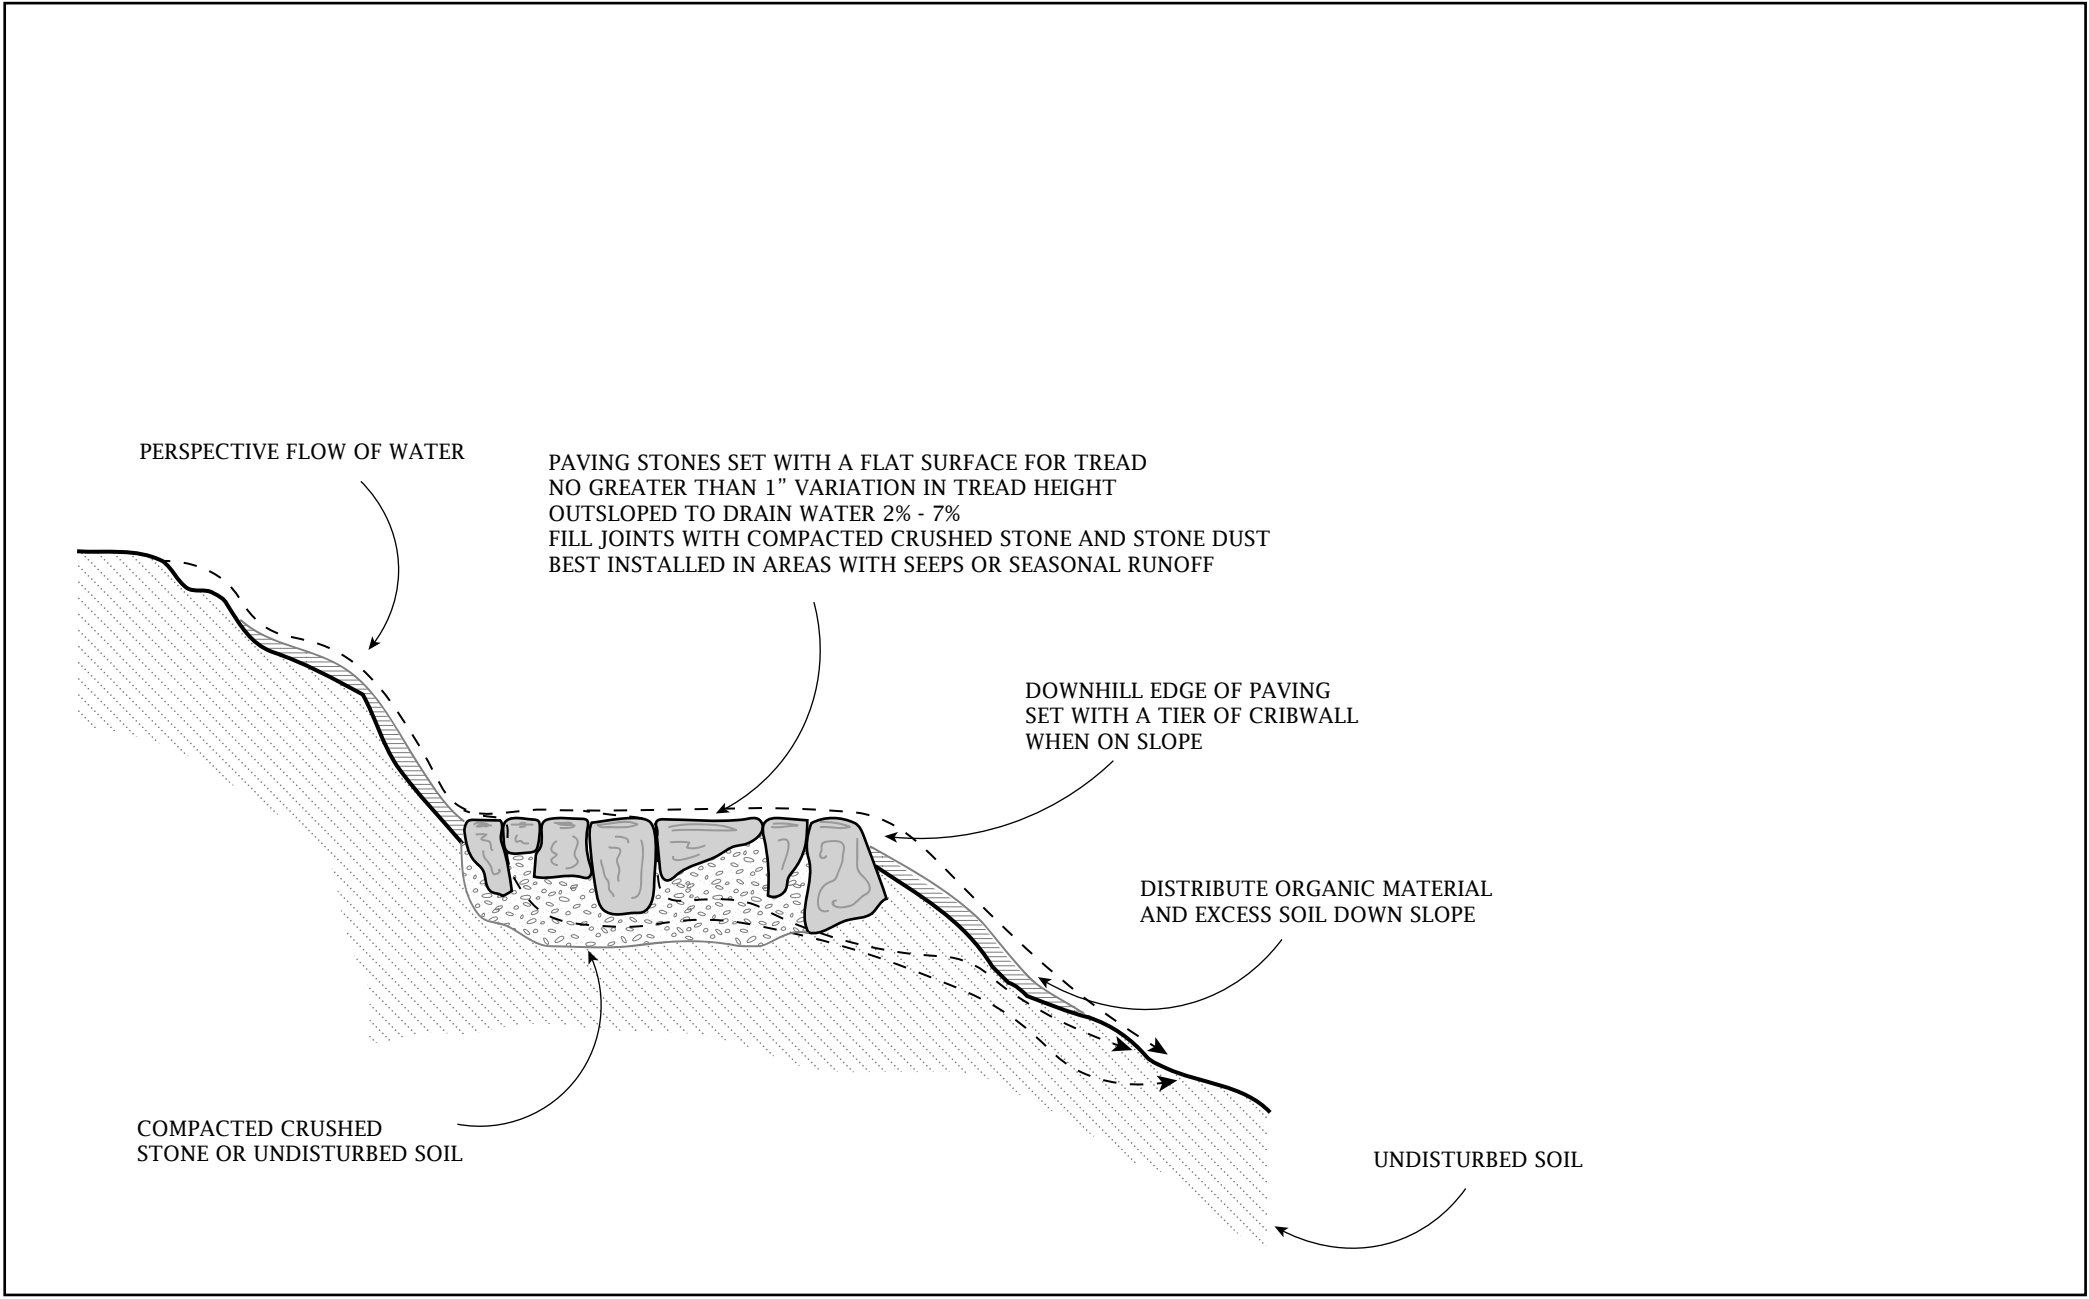 PERSPECTIVE FLOW OF WATER
PAVING STONES SET WITH A FLAT SURFACE FOR TREAD
NO GREATER THAN 1” VARIATION IN TREAD HEIGHT
OUTSLOPED TO DRAIN WATER 2% - 7%
FILL JOINTS WITH COMPACTED CRUSHED STONE AND STONE DUST
BEST INSTALLED IN AREAS WITH SEEPS OR SEASONAL RUNOFF
DOWNHILL EDGE OF PAVING
SET WITH A TIER OF CRIBWALL
WHEN ON SLOPE
DISTRIBUTE ORGANIC MATERIAL
AND EXCESS SOIL DOWN SLOPE
COMPACTED CRUSHED
STONE OR UNDISTURBED SOIL
UNDISTURBED SOIL